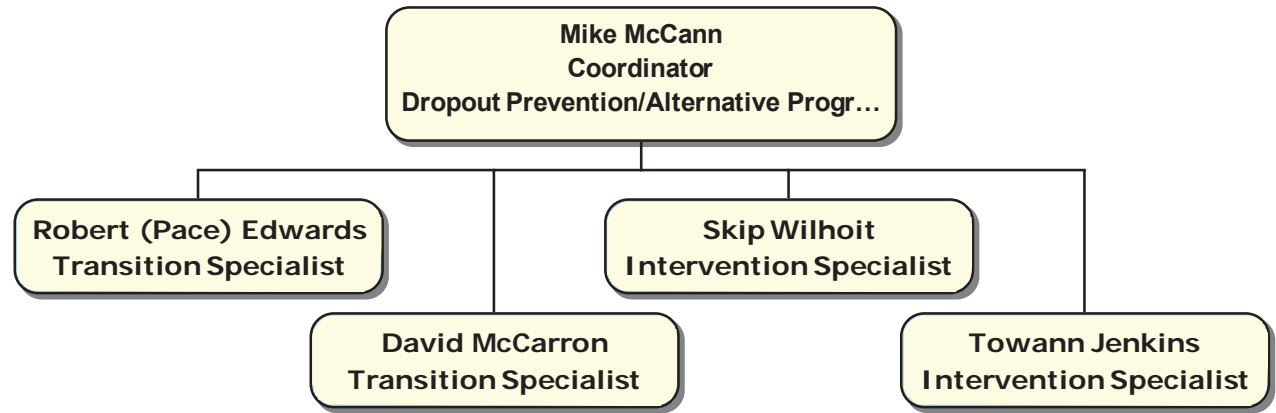 Mike McCann
Coordinator
Dropout Prevention/Alternative Progr...
Robert (Pace) Edwards
Transition Specialist
Skip Wilhoit
Intervention Specialist
David McCarron
Transition Specialist
Towann Jenkins
Intervention Specialist